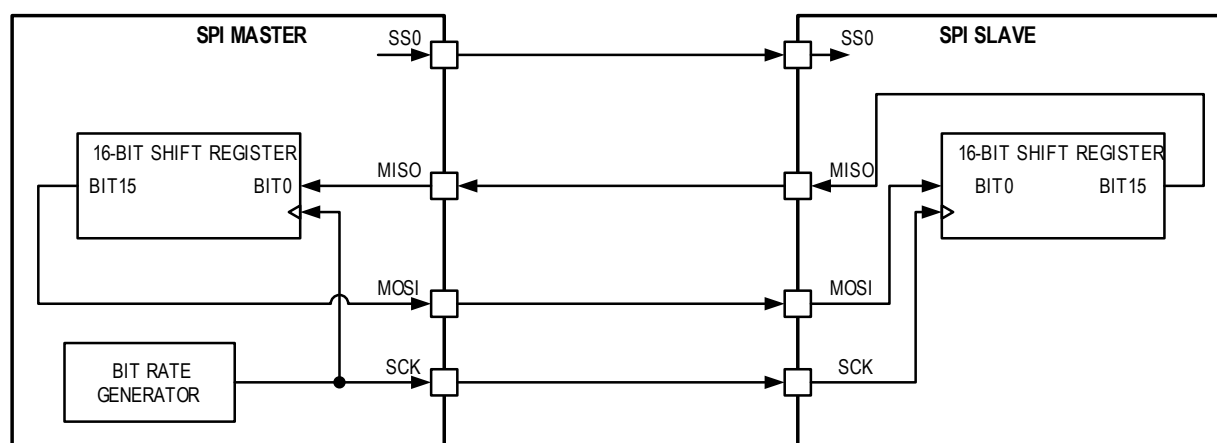 SPI MASTER
SS0
SS0
SPI SLAVE
16-BIT SHIFT REGISTER
BIT15
BIT0
MISO
MISO
16-BIT SHIFT REGISTER
BIT0
BIT15
MOSI
MOSI
BIT RATE
GENERATOR
SCK
SCK